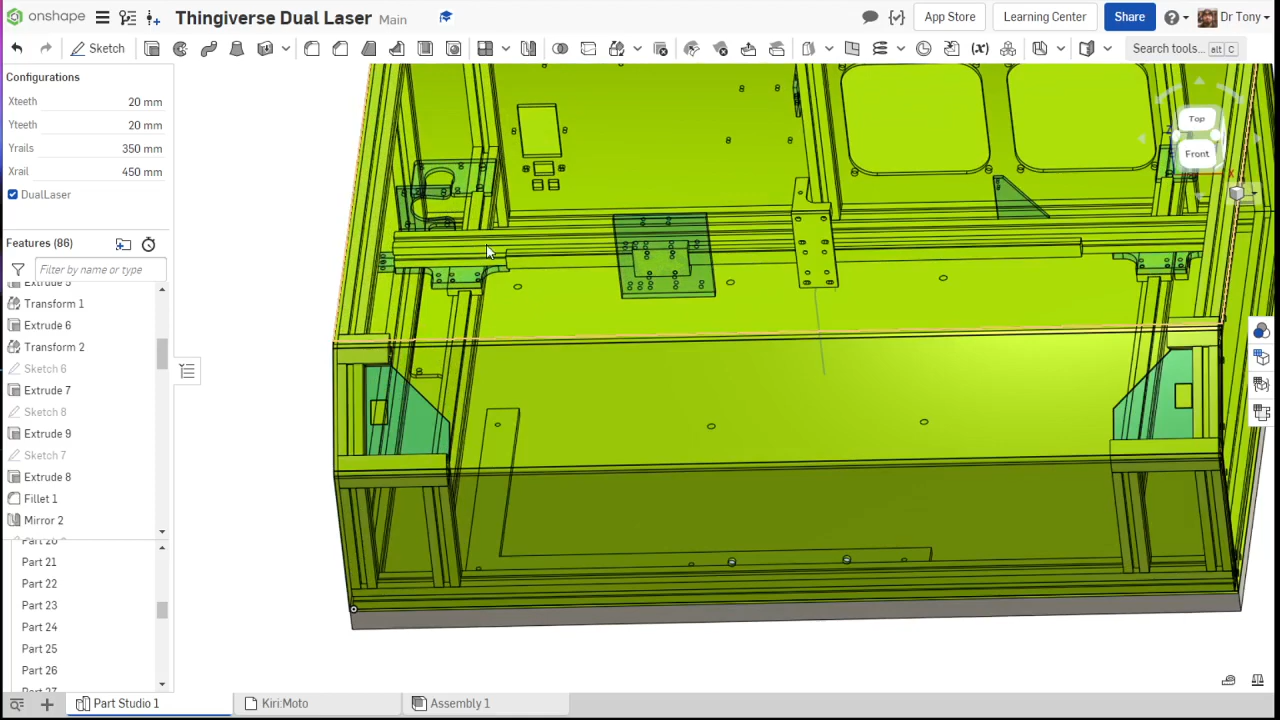 onshape
Thingiverse Dual Laser Main
App Store
Learning Center
Share
Dr Tony
Sketch
Search tools... alt C
Configurations
Xteeth 20 mm
Yteeth 20 mm
Yrails 350 mm
Xrail 450 mm
DualLaser
Features (86)
Filter by name or type
Extrude 5
Transform 1
Extrude 6
Transform 2
Sketch 6
Extrude 7
Sketch 8
Extrude 9
Sketch 7
Extrude 8
Fillet 1
Mirror 2
Part 20
Part 21
Part 22
Part 23
Part 24
Part 25
Part 26
Part 27
Top
Front
Z
X
Part Studio 1
Kiri:Moto
Assembly 1